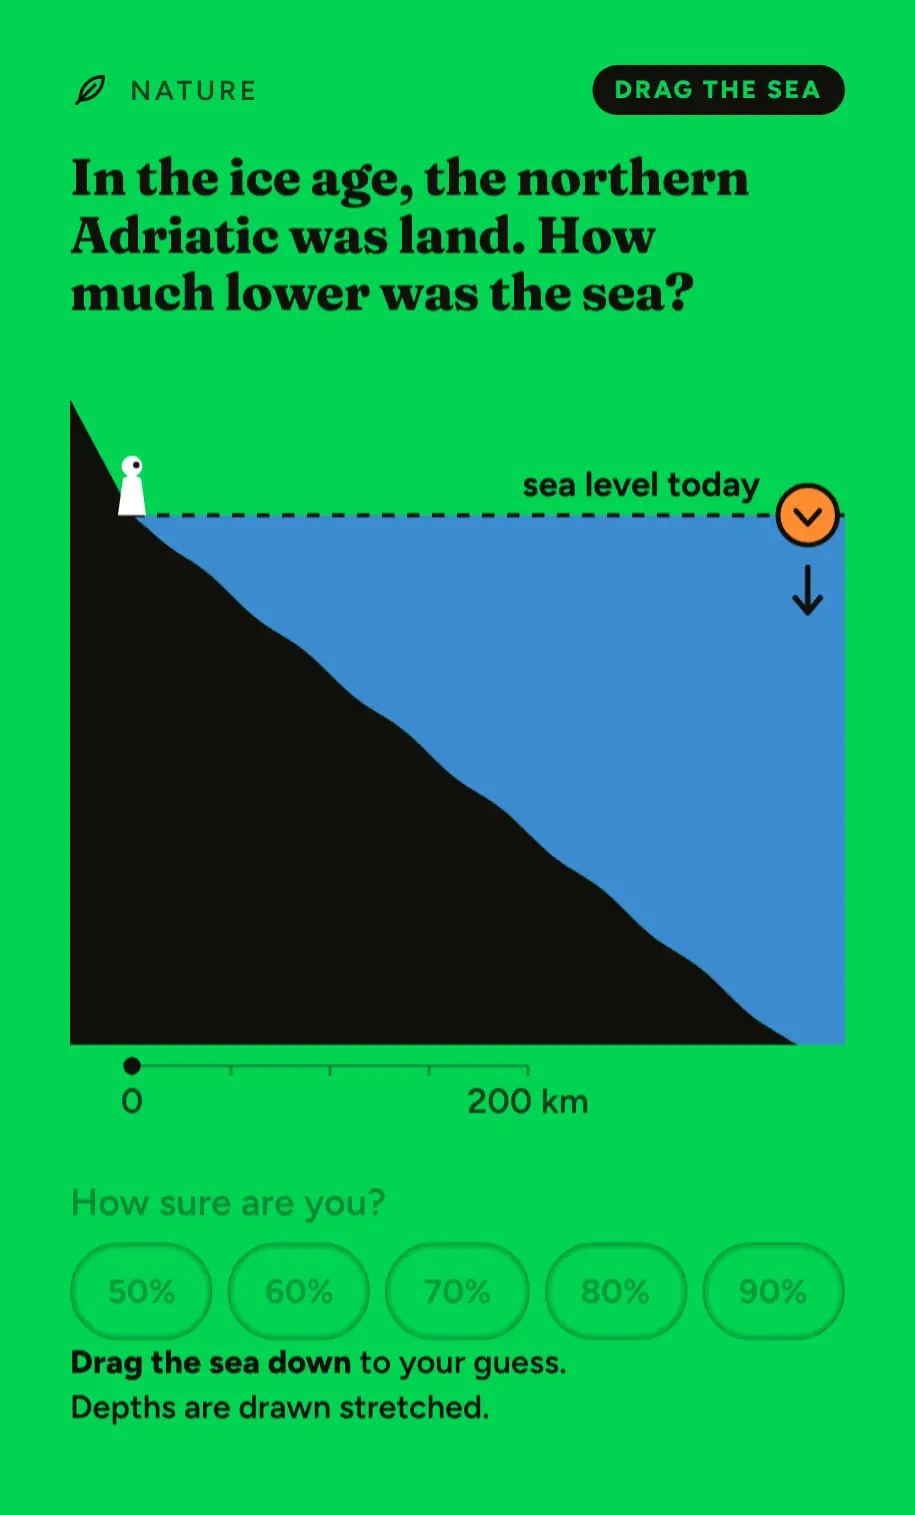 NATURE
DRAG THE SEA
In the ice age, the northern
Adriatic was land. How
much lower was the sea?
sea level today
0
200 km
How sure are you?
50%
60%
70%
80%
90%
Drag the sea down to your guess.
Depths are drawn stretched.